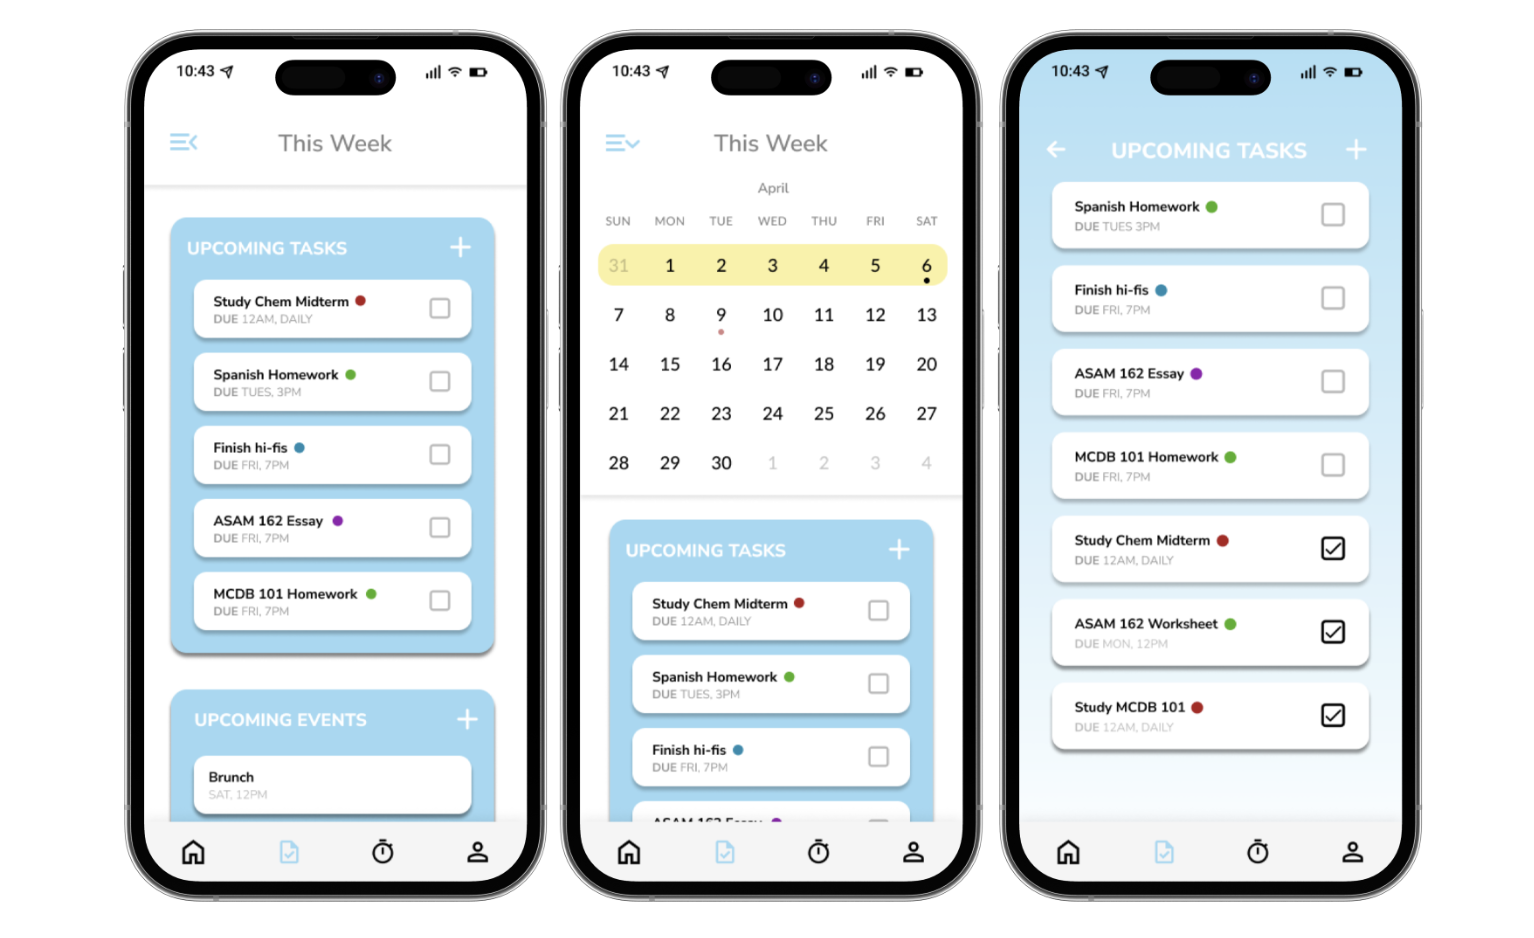 10:43
This Week
UPCOMING TASKS
Study Chem Midterm
DUE 12AM, DAILY
Spanish Homework
DUE TUES, 3PM
Finish hi-fis
DUE FRI, 7PM
ASAM 162 Essay
DUE FRI, 7PM
MCDB 101 Homework
DUE FRI, 7PM
UPCOMING EVENTS
Brunch
SAT, 12PM
10:43
This Week
April
SUN MON TUE WED THU FRI SAT
31 1 2 3 4 5 6
7 8 9 10 11 12 13
14 15 16 17 18 19 20
21 22 23 24 25 26 27
28 29 30 1 2 3 4
UPCOMING TASKS
Study Chem Midterm
DUE 12AM, DAILY
Spanish Homework
DUE TUES, 3PM
Finish hi-fis
DUE FRI, 7PM
ASAM 162 Essay
10:43
UPCOMING TASKS
Spanish Homework
DUE TUES 3PM
Finish hi-fis
DUE FRI, 7PM
ASAM 162 Essay
DUE FRI, 7PM
MCDB 101 Homework
DUE FRI, 7PM
Study Chem Midterm
DUE 12AM, DAILY
ASAM 162 Worksheet
DUE MON, 12PM
Study MCDB 101
DUE 12AM, DAILY